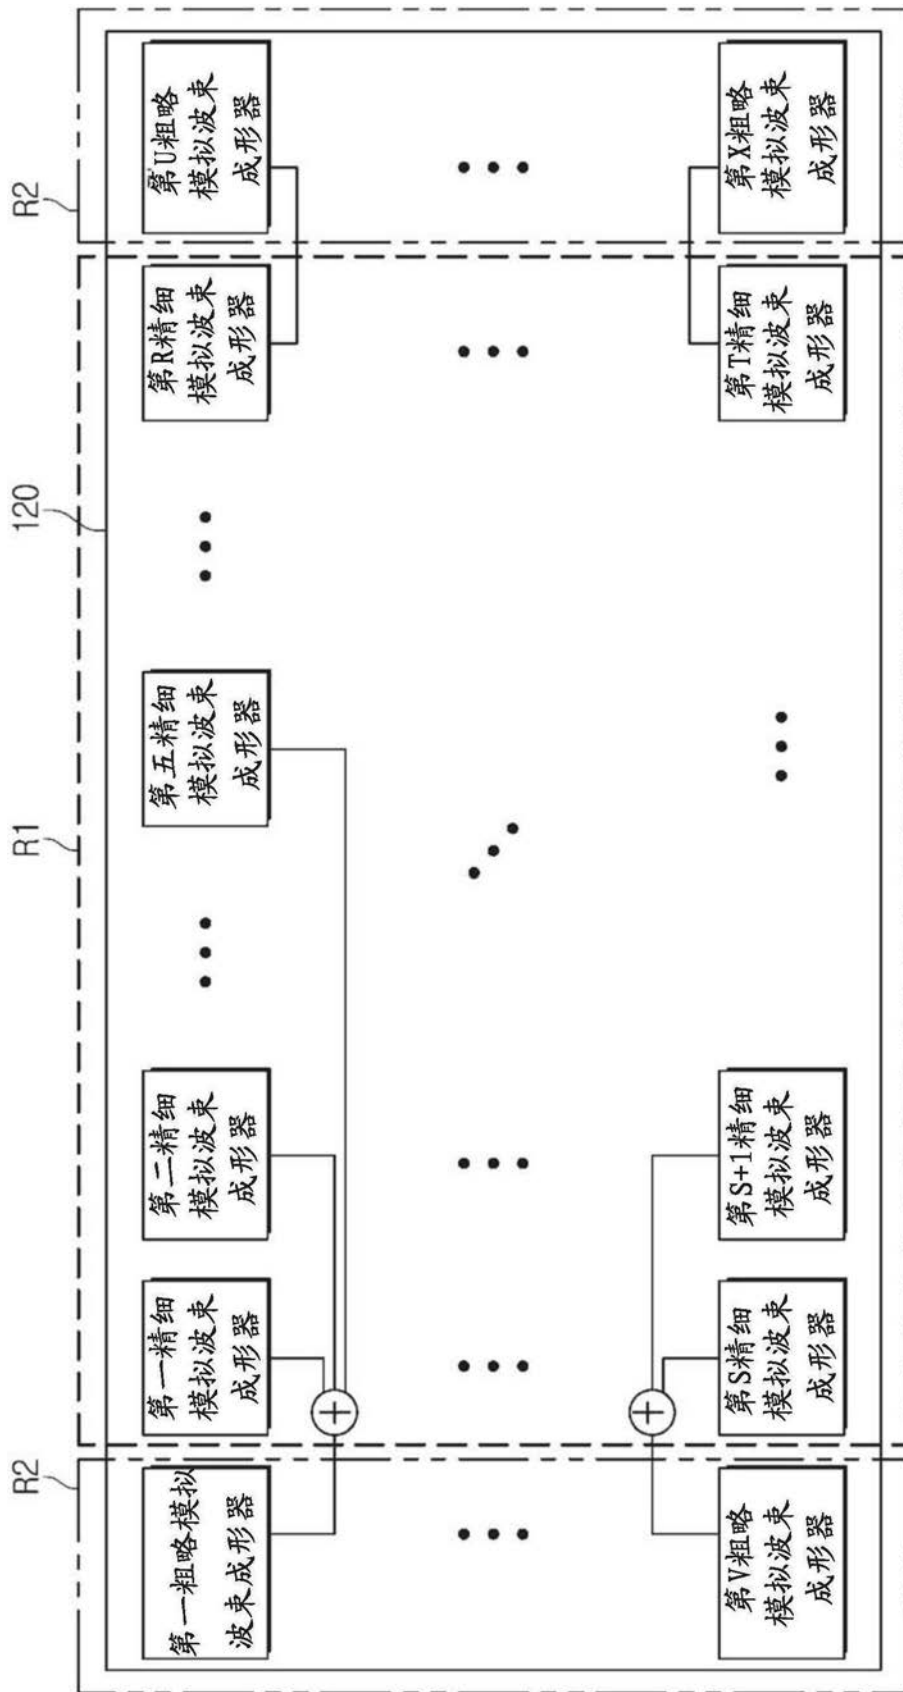 R2
R1
120
R2
第一粗略模拟
波束成形器
第一精细
模拟波束
成形器
第二精细
模拟波束
成形器
第五精细
模拟波束
成形器
第R精细
模拟波束
成形器
第U粗略
模拟波束
成形器
第V粗略
模拟波束
成形器
第S精细
模拟波束
成形器
第S+1精细
模拟波束
成形器
第T精细
模拟波束
成形器
第X粗略
模拟波束
成形器